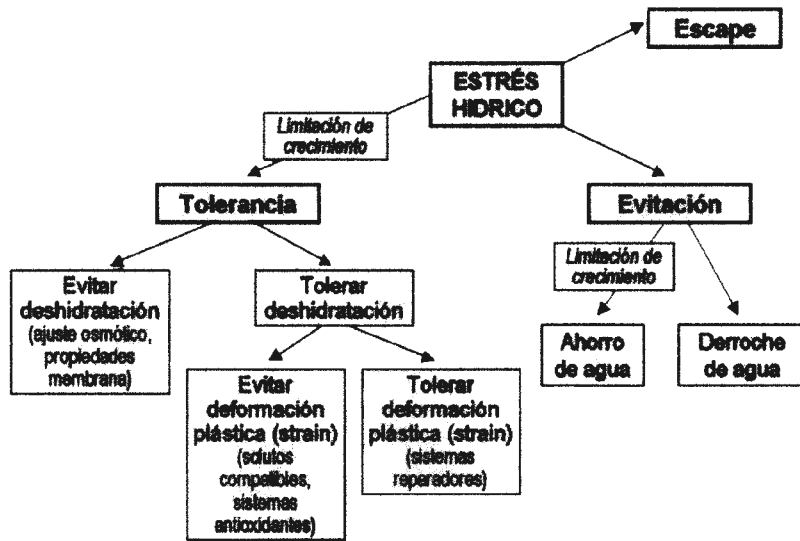 Escape
ESTRÉS
HIDRICO
Limitación de
crecimiento
Tolerancia
Evitación
Evitar
deshidratación
(ajuste osmótico,
propiedades
membrana)
Tolerar
deshidratación
Limitación de
crecimiento
Ahorro
de agua
Derroche
de agua
Evitar
deformación
plástica (strain)
(solutos
compatibles,
sistemas
antioxidantes)
Tolerar
deformación
plástica (strain)
(sistemas
reparadores)